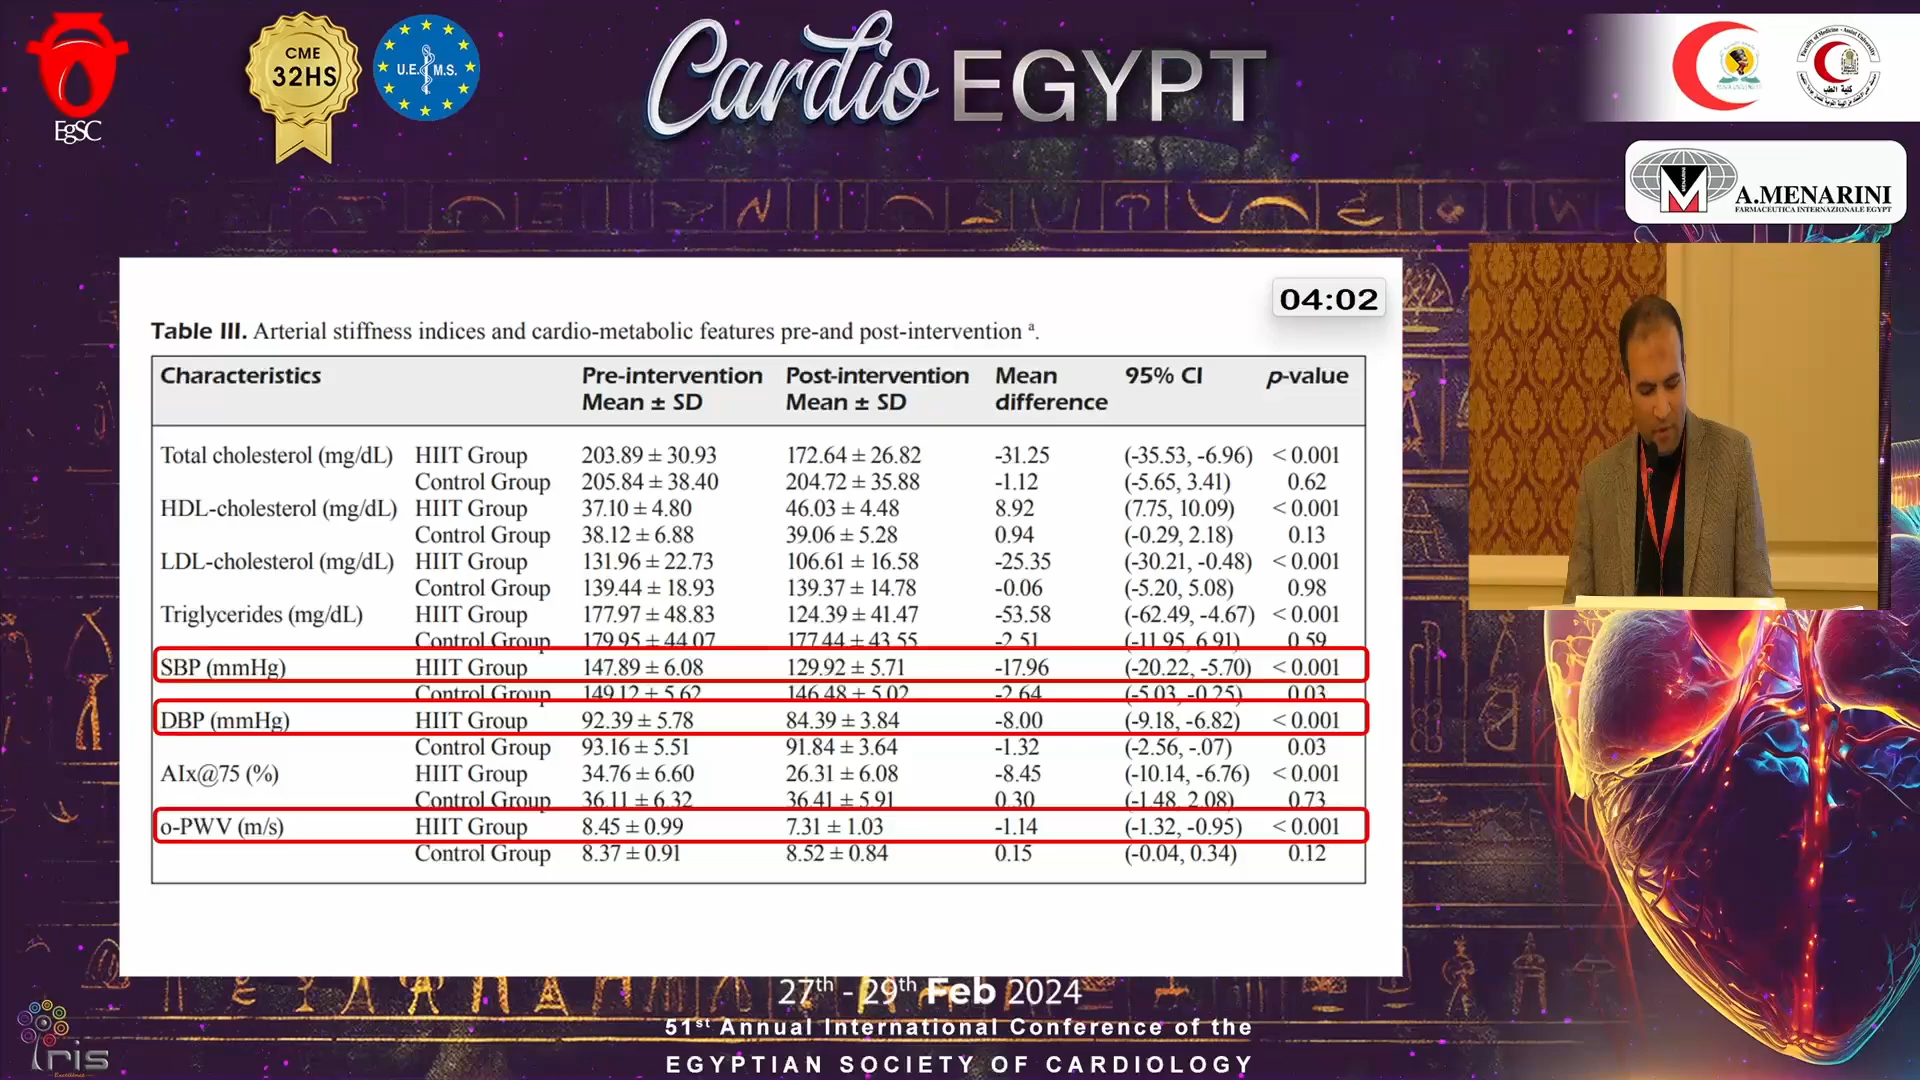 EgSC
CME
32HS
U.E.M.S.
Cardio EGYPT
Faculty of Medicine - Assiut University
كلية الطب
MENARINI
A.MENARINI
FARMACEUTICA INTERNAZIONALE EGYPT
04:02
Table III. Arterial stiffness indices and cardio-metabolic features pre-and post-intervention ª.
Characteristics Pre-intervention Mean ± SD Post-intervention Mean ± SD Mean difference 95% CI p-value
Total cholesterol (mg/dL) HIIT Group 203.89 ± 30.93 172.64 ± 26.82 -31.25 (-35.53, -6.96) < 0.001
Control Group 205.84 ± 38.40 204.72 ± 35.88 -1.12 (-5.65, 3.41) 0.62
HDL-cholesterol (mg/dL) HIIT Group 37.10 ± 4.80 46.03 ± 4.48 8.92 (7.75, 10.09) < 0.001
Control Group 38.12 ± 6.88 39.06 ± 5.28 0.94 (-0.29, 2.18) 0.13
LDL-cholesterol (mg/dL) HIIT Group 131.96 ± 22.73 106.61 ± 16.58 -25.35 (-30.21, -0.48) < 0.001
Control Group 139.44 ± 18.93 139.37 ± 14.78 -0.06 (-5.20, 5.08) 0.98
Triglycerides (mg/dL) HIIT Group 177.97 ± 48.83 124.39 ± 41.47 -53.58 (-62.49, -4.67) < 0.001
Control Group 179.95 ± 44.07 177.44 ± 43.55 -2.51 (-11.95, 6.91) 0.59
SBP (mmHg) HIIT Group 147.89 ± 6.08 129.92 ± 5.71 -17.96 (-20.22, -5.70) < 0.001
Control Group 149.12 ± 5.62 146.48 ± 5.02 -2.64 (-5.03, -0.25) 0.03
DBP (mmHg) HIIT Group 92.39 ± 5.78 84.39 ± 3.84 -8.00 (-9.18, -6.82) < 0.001
Control Group 93.16 ± 5.51 91.84 ± 3.64 -1.32 (-2.56, -.07) 0.03
AIx@75 (%) HIIT Group 34.76 ± 6.60 26.31 ± 6.08 -8.45 (-10.14, -6.76) < 0.001
Control Group 36.11 ± 6.32 36.41 ± 5.91 0.30 (-1.48, 2.08) 0.73
o-PWV (m/s) HIIT Group 8.45 ± 0.99 7.31 ± 1.03 -1.14 (-1.32, -0.95) < 0.001
Control Group 8.37 ± 0.91 8.52 ± 0.84 0.15 (-0.04, 0.34) 0.12
27th - 29th Feb 2024
51st Annual International Conference of the
EGYPTIAN SOCIETY OF CARDIOLOGY
Iris
Excellence